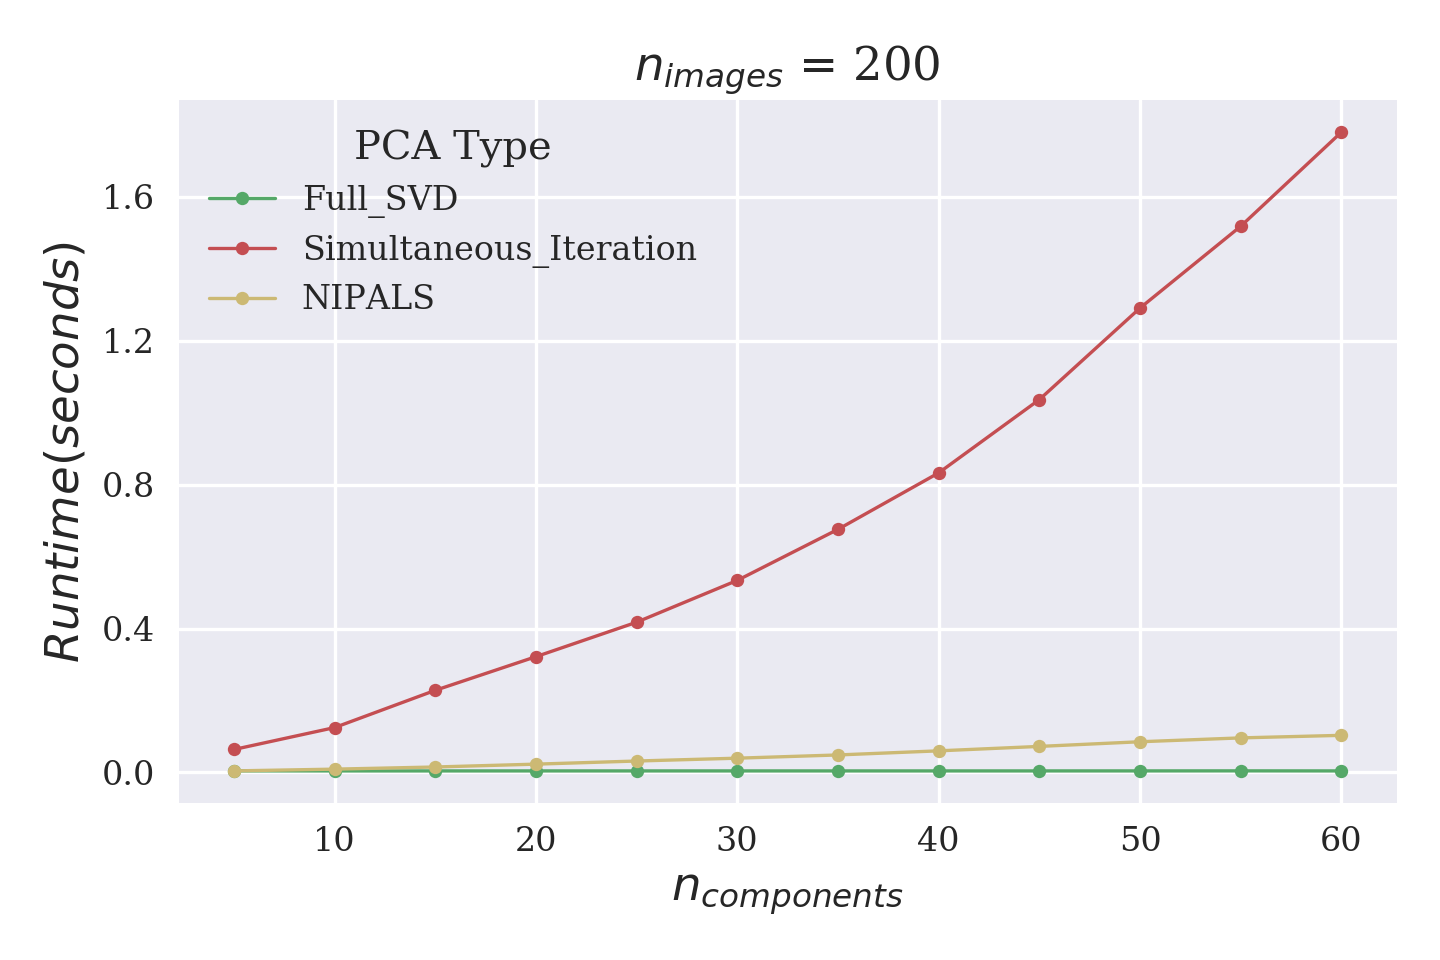 n_images = 200
PCA Type
Full_SVD
Simultaneous_Iteration
NIPALS
Runtime(seconds)
1.6
1.2
0.8
0.4
0.0
10 20 30 40 50 60
n_components